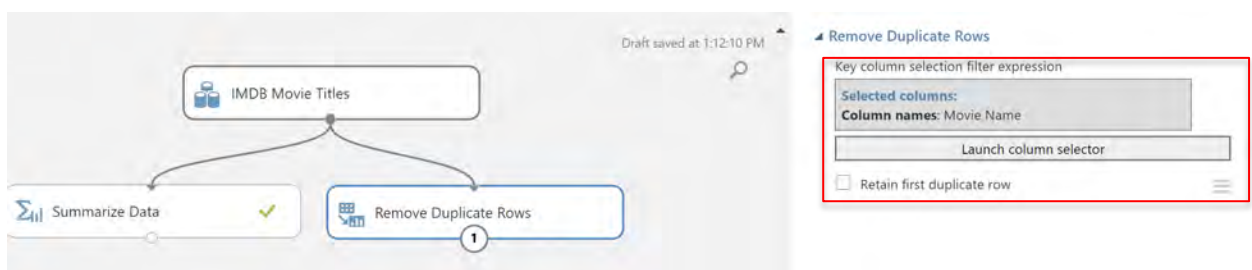 Draft saved at 1:12:10 PM
IMDB Movie Titles
Summarize Data
Remove Duplicate Rows
1
Remove Duplicate Rows
Key column selection filter expression
Selected columns:
Column names: Movie Name
Launch column selector
Retain first duplicate row